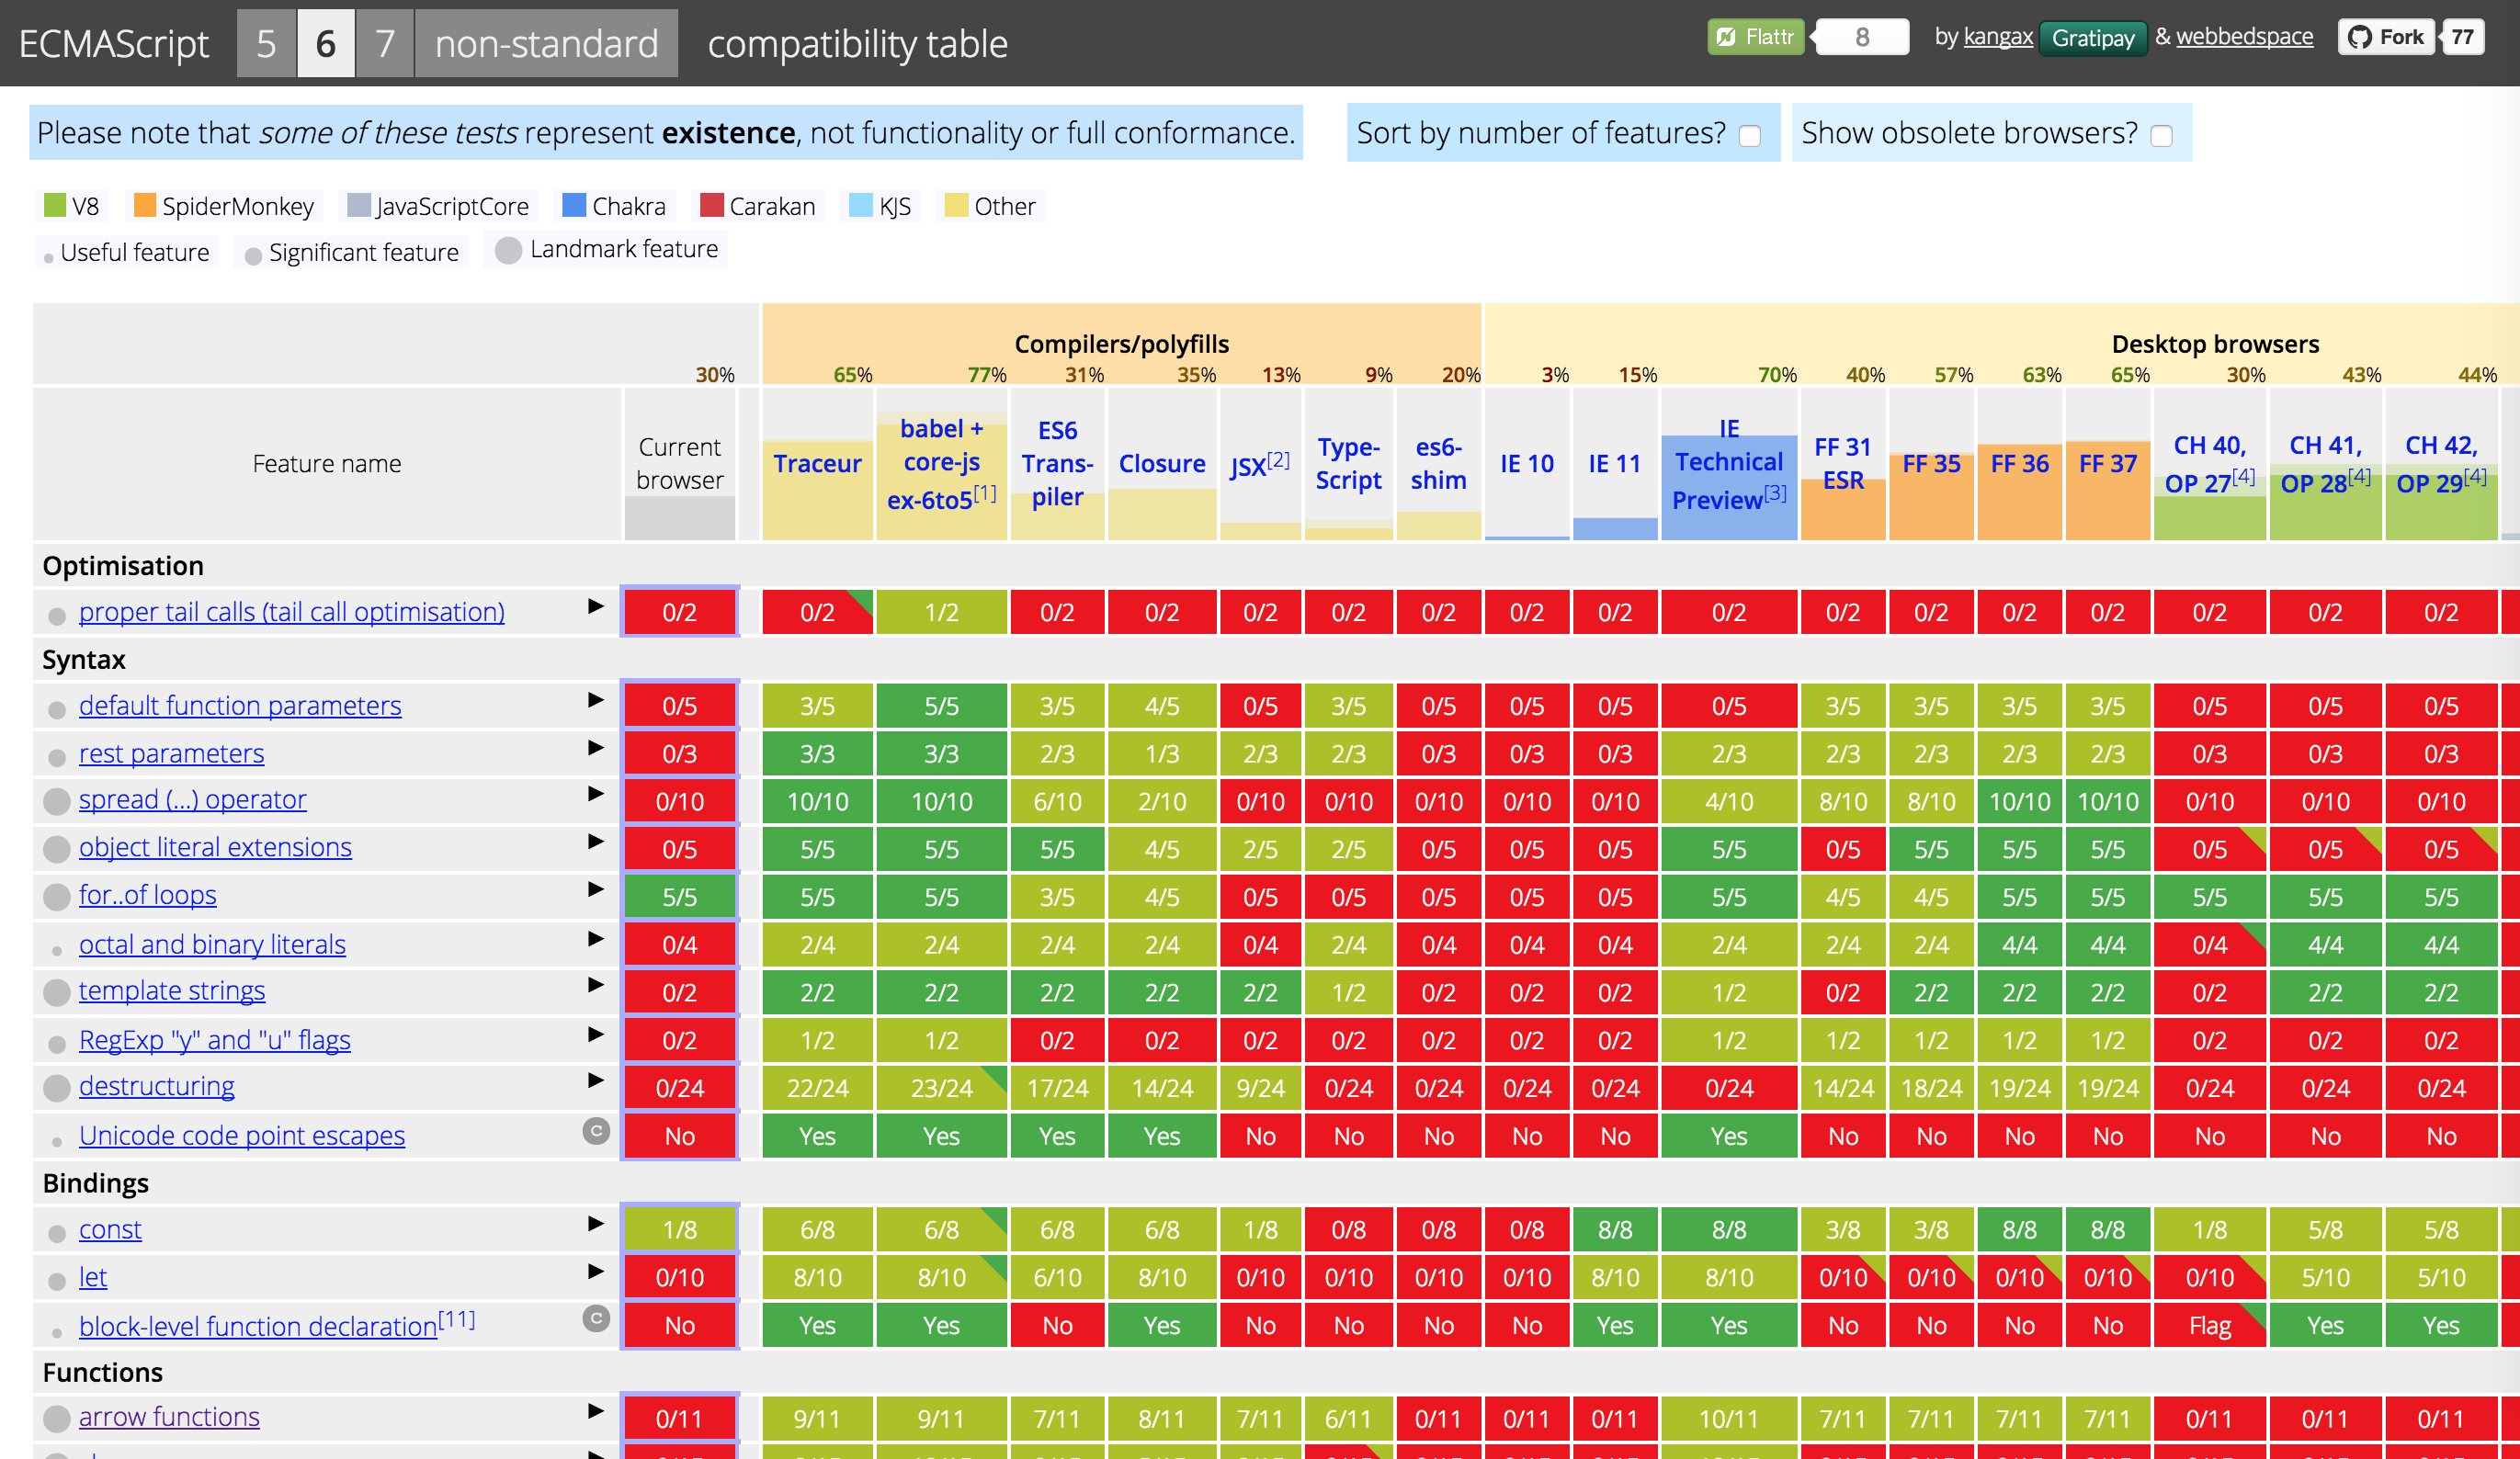 ECMAScript 5 6 7 non-standard compatibility table Flattr 8 by kangax Gratipay & webbedspace Fork 77
Please note that some of these tests represent existence, not functionality or full conformance. Sort by number of features? Show obsolete browsers?
V8 SpiderMonkey JavaScriptCore Chakra Carakan KJS Other
Useful feature Significant feature Landmark feature
Compilers/polyfills Desktop browsers
30% 65% 77% 31% 35% 13% 9% 20% 3% 15% 70% 40% 57% 63% 65% 30% 43% 44%
Feature name Current browser Traceur babel + core-js ex-6to5[1] ES6 Trans-piler Closure JSX[2] Type-Script es6-shim IE 10 IE 11 IE Technical Preview[3] FF 31 ESR FF 35 FF 36 FF 37 CH 40, OP 27[4] CH 41, OP 28[4] CH 42, OP 29[4]
Optimisation
proper tail calls (tail call optimisation) 0/2 0/2 1/2 0/2 0/2 0/2 0/2 0/2 0/2 0/2 0/2 0/2 0/2 0/2 0/2 0/2 0/2 0/2
Syntax
default function parameters 0/5 3/5 5/5 3/5 4/5 0/5 3/5 0/5 0/5 0/5 0/5 3/5 3/5 3/5 3/5 0/5 0/5 0/5
rest parameters 0/3 3/3 3/3 2/3 1/3 2/3 2/3 0/3 0/3 0/3 2/3 2/3 2/3 2/3 2/3 0/3 0/3 0/3
spread (...) operator 0/10 10/10 10/10 6/10 2/10 0/10 0/10 0/10 0/10 0/10 4/10 8/10 8/10 10/10 10/10 0/10 0/10 0/10
object literal extensions 0/5 5/5 5/5 5/5 4/5 2/5 2/5 0/5 0/5 0/5 5/5 0/5 5/5 5/5 5/5 0/5 0/5 0/5
for..of loops 5/5 5/5 5/5 3/5 4/5 0/5 0/5 0/5 0/5 0/5 5/5 4/5 4/5 5/5 5/5 5/5 5/5 5/5
octal and binary literals 0/4 2/4 2/4 2/4 2/4 0/4 2/4 0/4 0/4 0/4 2/4 2/4 2/4 4/4 4/4 0/4 4/4 4/4
template strings 0/2 2/2 2/2 2/2 2/2 2/2 1/2 0/2 0/2 0/2 1/2 0/2 2/2 2/2 2/2 0/2 2/2 2/2
RegExp "y" and "u" flags 0/2 1/2 1/2 0/2 0/2 0/2 0/2 0/2 0/2 0/2 1/2 1/2 1/2 1/2 1/2 0/2 0/2 0/2
destructuring 0/24 22/24 23/24 17/24 14/24 9/24 0/24 0/24 0/24 0/24 0/24 14/24 18/24 19/24 19/24 0/24 0/24 0/24
Unicode code point escapes c No Yes Yes Yes Yes No No No No No Yes No No No No No No No
Bindings
const 1/8 6/8 6/8 6/8 6/8 1/8 0/8 0/8 0/8 8/8 8/8 3/8 3/8 8/8 8/8 1/8 5/8 5/8
let 0/10 8/10 8/10 6/10 8/10 0/10 0/10 0/10 0/10 8/10 8/10 0/10 0/10 0/10 0/10 0/10 5/10 5/10
block-level function declaration[11] c No Yes Yes No Yes No No No No Yes Yes No No No No Flag Yes Yes
Functions
arrow functions 0/11 9/11 9/11 7/11 8/11 7/11 6/11 0/11 0/11 0/11 10/11 7/11 7/11 7/11 7/11 0/11 0/11 0/11